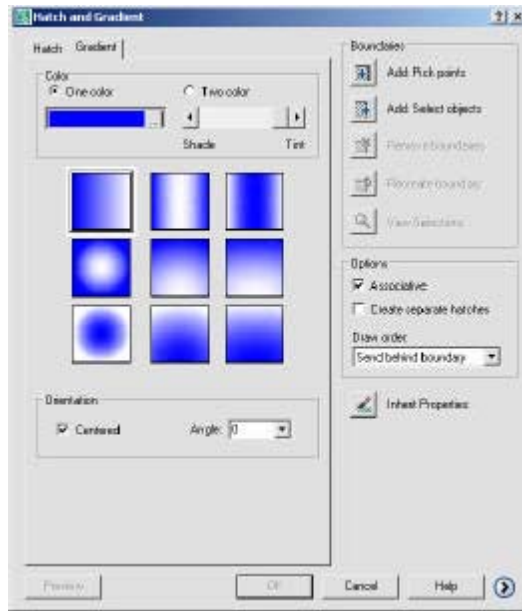 Hatch and Gradient
Hatch
Gradient
Color
One color
Two color
...
Shade
Tint
Orientation
Centered
Angle: 0
Boundaries
Add: Pick points
Add: Select objects
Remove boundaries
Recreate boundary
View Selections
Options
Associative
Create separate hatches
Draw order:
Send behind boundary
Inherit Properties
Preview
OK
Cancel
Help